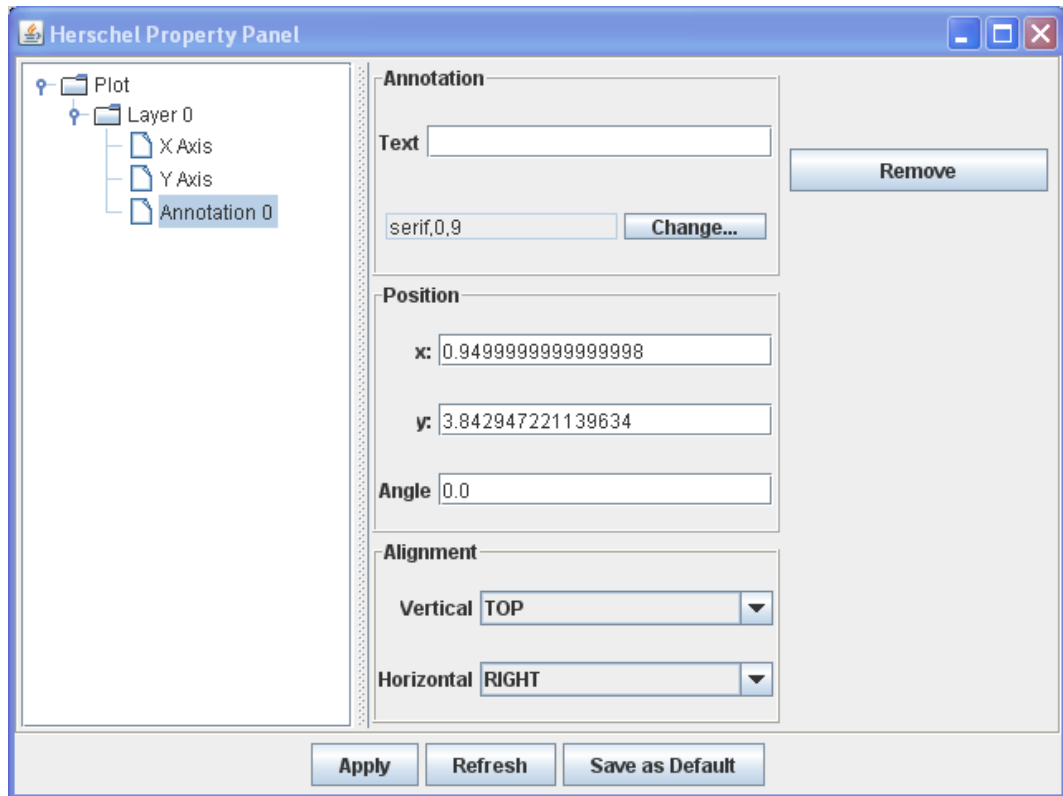 Herschel Property Panel
Plot
Layer 0
X Axis
Y Axis
Annotation 0
Annotation
Text
serif,0,9
Change...
Position
x: 0.9499999999999998
y: 3.842947221139634
Angle 0.0
Alignment
Vertical TOP
Horizontal RIGHT
Remove
Apply Refresh Save as Default